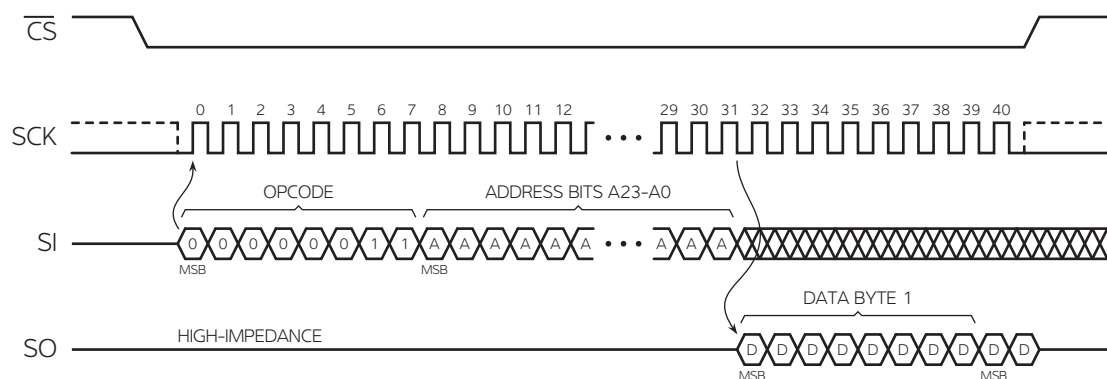 CS
0 1 2 3 4 5 6 7 8 9 10 11 12 29 30 31 32 33 34 35 36 37 38 39 40
SCK
OPCODE ADDRESS BITS A23-A0
SI 0 0 0 0 0 0 1 1 A A A A A A A A A
MSB MSB
DATA BYTE 1
HIGH-IMPEDANCE
SO D D D D D D D D D D
MSB MSB